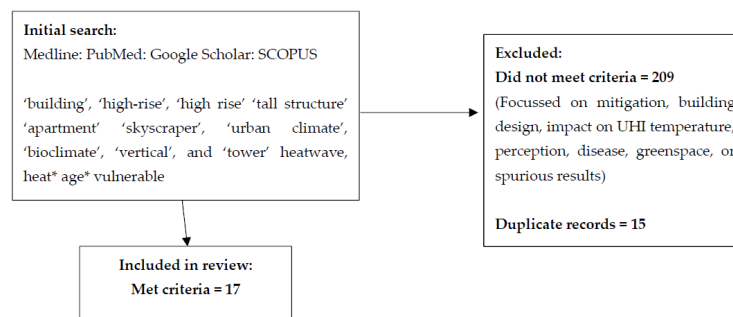 Initial search:
Medline: PubMed: Google Scholar: SCOPUS
‘building’, ‘high-rise’, ‘high rise’ ‘tall structure’
‘apartment’ ‘skyscraper’, ‘urban climate’,
‘bioclimate’, ‘vertical’, and ‘tower’ heatwave,
heat* age* vulnerable
Excluded:
Did not meet criteria = 209
(Focussed on mitigation, building
design, impact on UHI temperature,
perception, disease, greenspace, or
spurious results)
Duplicate records = 15
Included in review:
Met criteria = 17